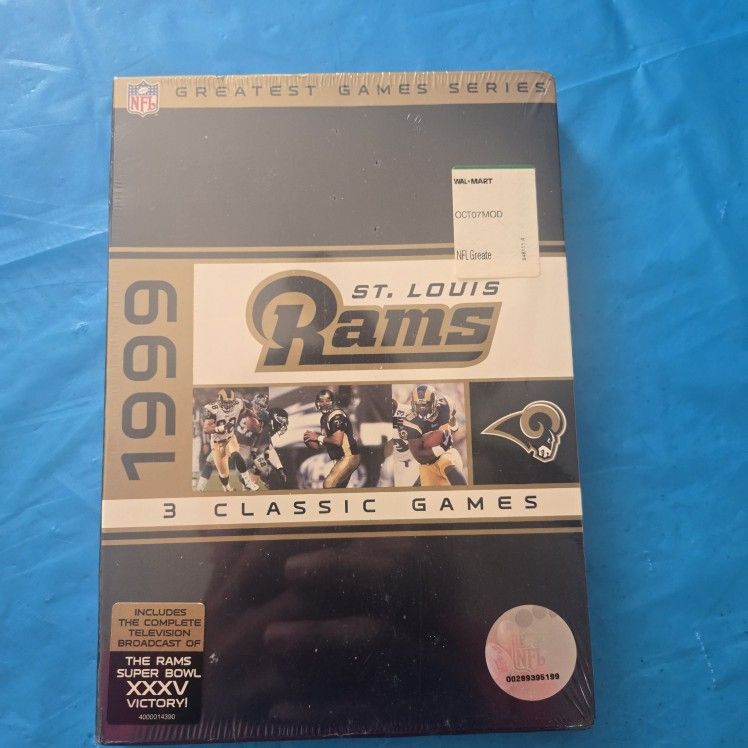 NFL
GREATEST GAMES SERIES
WAL★MART
OCT07MOD
NFL Greate
1999
ST. LOUIS
Rams
3 CLASSIC GAMES
INCLUDES
THE COMPLETE
TELEVISION
BROADCAST OF
THE RAMS
SUPER BOWL
XXXV
VICTORY!
4000014390
NFL
00289395199